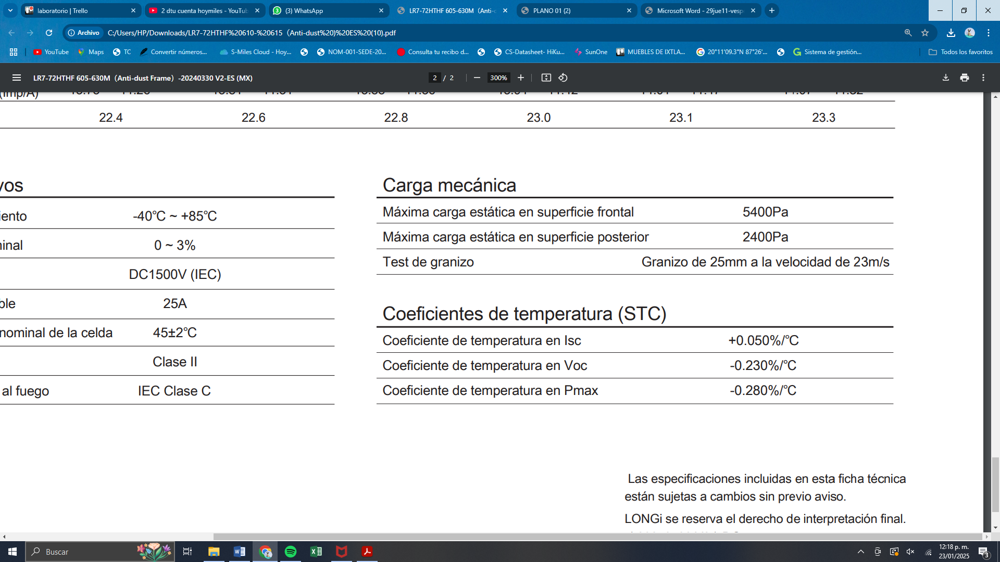 laboratorio | Trello
2 dtu cuenta hoymiles - YouTu
(3) WhatsApp
LR7-72HTHF 605-630M（Anti-d
PLANO 01 (2)
Microsoft Word - 29jue11-vesp
Archivo
C:/Users/HP/Downloads/LR7-72HTHF%20610-%20615（Anti-dust%20)%20ES%20(10).pdf
YouTube
Maps
TC
Convertir números...
S-Miles Cloud - Hoy...
NOM-001-SEDE-20...
Consulta tu recibo d...
CS-Datasheet- HiKu...
SunOne
MUEBLES DE IXTLA...
20°11'09.3"N 87°26'...
Sistema de gestión...
Todos los favoritos
LR7-72HTHF 605-630M（Anti-dust Frame）-20240330 V2-ES (MX)
2 / 2
300%
(Imp/A)
22.4 22.6 22.8 23.0 23.1 23.3
vos
iento -40℃ ~ +85℃
inal 0 ~ 3%
DC1500V (IEC)
ble 25A
nominal de la celda 45±2℃
Clase II
al fuego IEC Clase C
Carga mecánica
Máxima carga estática en superficie frontal 5400Pa
Máxima carga estática en superficie posterior 2400Pa
Test de granizo Granizo de 25mm a la velocidad de 23m/s
Coeficientes de temperatura (STC)
Coeficiente de temperatura en Isc +0.050%/℃
Coeficiente de temperatura en Voc -0.230%/℃
Coeficiente de temperatura en Pmax -0.280%/℃
Las especificaciones incluidas en esta ficha técnica
están sujetas a cambios sin previo aviso.
LONGi se reserva el derecho de interpretación final.
Buscar
12:18 p. m.
23/01/2025
3